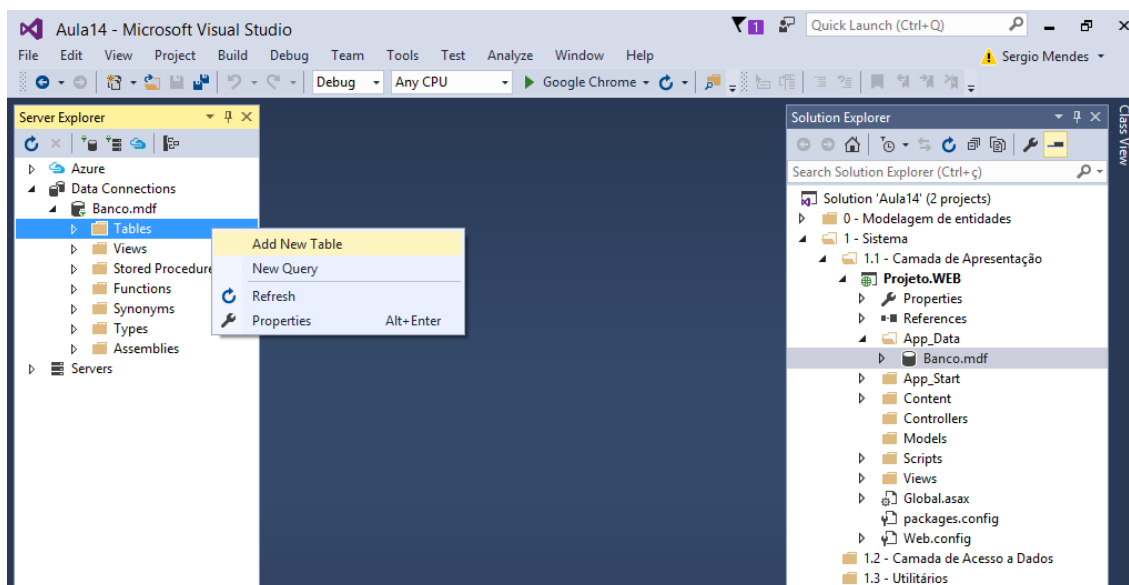 Aula14 - Microsoft Visual Studio
1
Quick Launch (Ctrl+Q)
File Edit View Project Build Debug Team Tools Test Analyze Window Help
Sergio Mendes
Debug Any CPU Google Chrome
Server Explorer
Azure
Data Connections
Banco.mdf
Tables
Views
Stored Procedure
Functions
Synonyms
Types
Assemblies
Servers
Add New Table
New Query
Refresh
Properties Alt+Enter
Solution Explorer
Search Solution Explorer (Ctrl+ç)
Solution 'Aula14' (2 projects)
0 - Modelagem de entidades
1 - Sistema
1.1 - Camada de Apresentação
Projeto.WEB
Properties
References
App_Data
Banco.mdf
App_Start
Content
Controllers
Models
Scripts
Views
Global.asax
packages.config
Web.config
1.2 - Camada de Acesso a Dados
1.3 - Utilitários
Class View